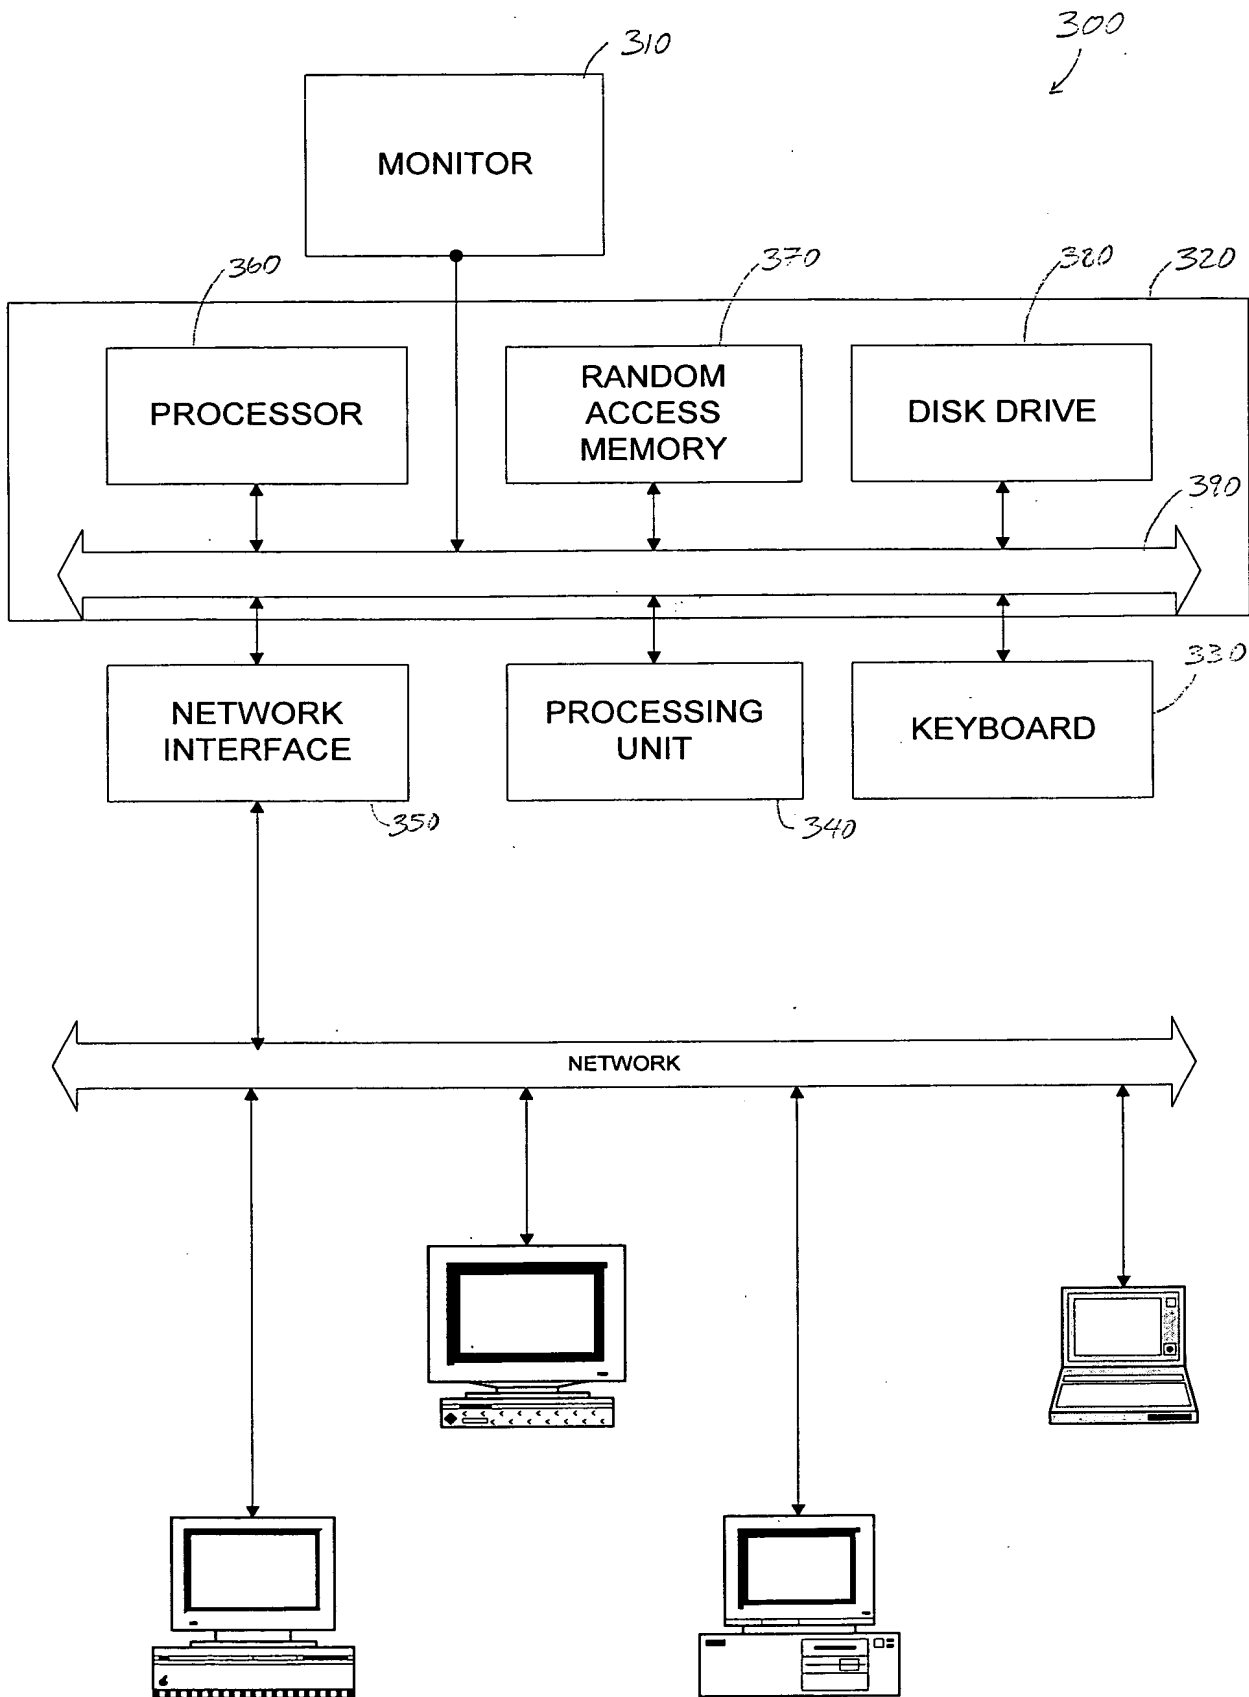 310
300
MONITOR
360
370
320
320
PROCESSOR
RANDOM
ACCESS
MEMORY
DISK DRIVE
390
NETWORK
INTERFACE
PROCESSING
UNIT
KEYBOARD
330
350
340
NETWORK